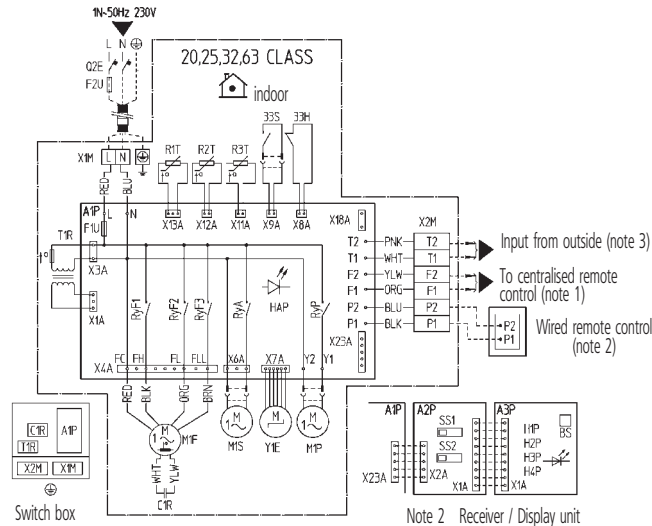 1N~50Hz 230V
L N
Q2E
F2U
20,25,32,63 CLASS
indoor
X1M L N
RED BLU
R1T R2T R3T 33S 33H
X13A X12A X11A X9A X8A X18A
A1P L N
F1U
T1R
X3A
X1A
RyF1 RyF2 RyF3 RyA HAP RyP
X2M
T2 PNK T2
T1 WHT T1
Input from outside (note 3)
F2 YLW F2
F1 ORG F1
To centralised remote
control (note 1)
P2 BLU P2
P1 BLK P1
P2
P1
Wired remote control
(note 2)
X23A
X4A FC FH FL FLL X6A X7A Y2 Y1
RED BLK ORG BRN
M 1~ M1F
M 1~ M1S
M Y1E
M 1~ M1P
WHT YLW
C1R
C1R A1P
T1R
X2M X1M
Switch box
A1P A2P A3P
SS1
SS2
X23A X2A X1A X1A
H1P
H2P
H3P
H4P
BS
Note 2 Receiver / Display unit